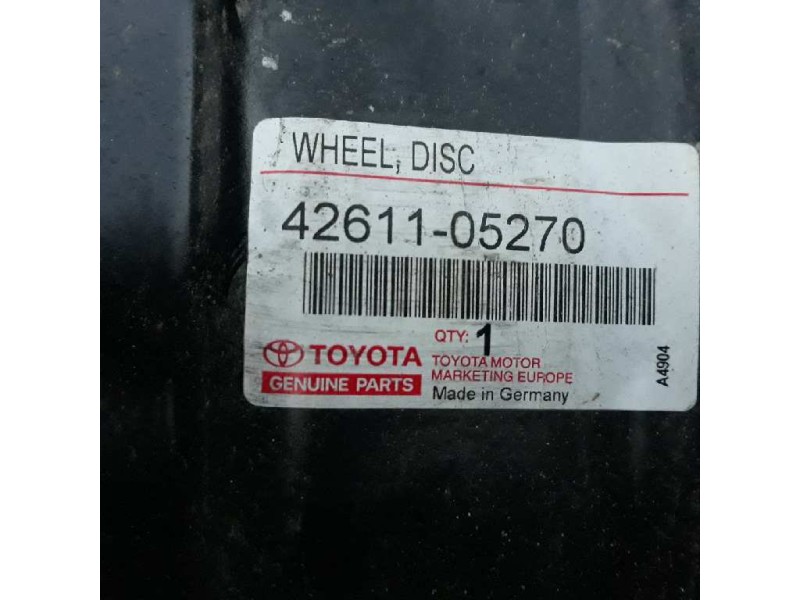 WHEEL, DISC
42611-05270
QTY: 1
TOYOTA
GENUINE PARTS
TOYOTA MOTOR
MARKETING EUROPE
Made in Germany
A4904